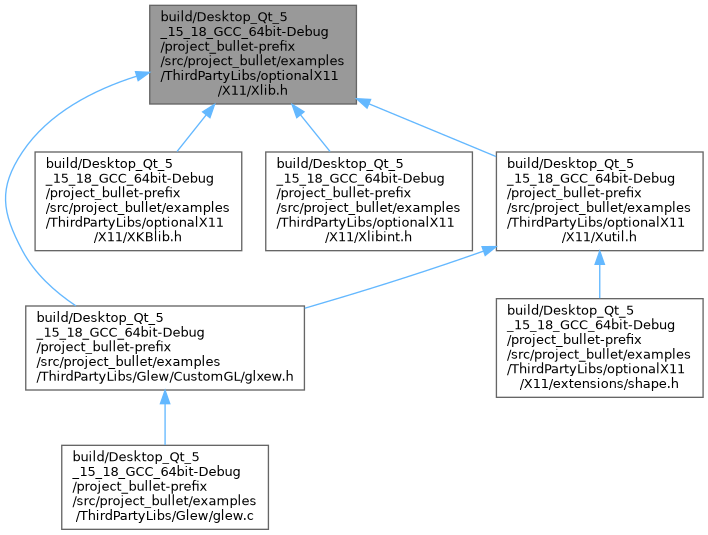 build/Desktop_Qt_5
_15_18_GCC_64bit-Debug
/project_bullet-prefix
/src/project_bullet/examples
/ThirdPartyLibs/optionalX11
/X11/Xlib.h
build/Desktop_Qt_5
_15_18_GCC_64bit-Debug
/project_bullet-prefix
/src/project_bullet/examples
/ThirdPartyLibs/optionalX11
/X11/XKBlib.h
build/Desktop_Qt_5
_15_18_GCC_64bit-Debug
/project_bullet-prefix
/src/project_bullet/examples
/ThirdPartyLibs/optionalX11
/X11/Xlibint.h
build/Desktop_Qt_5
_15_18_GCC_64bit-Debug
/project_bullet-prefix
/src/project_bullet/examples
/ThirdPartyLibs/optionalX11
/X11/Xutil.h
build/Desktop_Qt_5
_15_18_GCC_64bit-Debug
/project_bullet-prefix
/src/project_bullet/examples
/ThirdPartyLibs/Glew/CustomGL/glxew.h
build/Desktop_Qt_5
_15_18_GCC_64bit-Debug
/project_bullet-prefix
/src/project_bullet/examples
/ThirdPartyLibs/optionalX11
/X11/extensions/shape.h
build/Desktop_Qt_5
_15_18_GCC_64bit-Debug
/project_bullet-prefix
/src/project_bullet/examples
/ThirdPartyLibs/Glew/glew.c